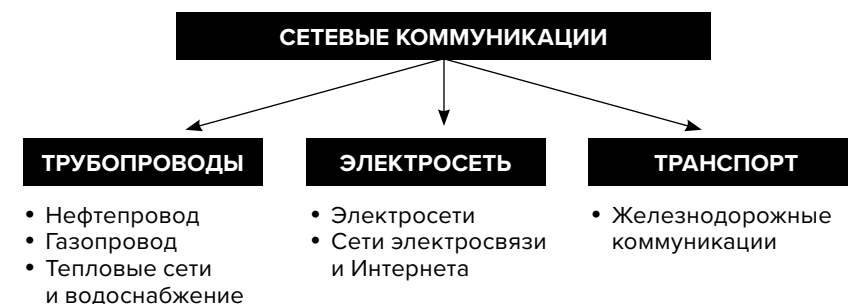 СЕТЕВЫЕ КОММУНИКАЦИИ
ТРУБОПРОВОДЫ
• Нефтепровод
• Газопровод
• Тепловые сети
и водоснабжение
ЭЛЕКТРОСЕТЬ
• Электросети
• Сети электросвязи
и Интернета
ТРАНСПОРТ
• Железнодорожные
коммуникации